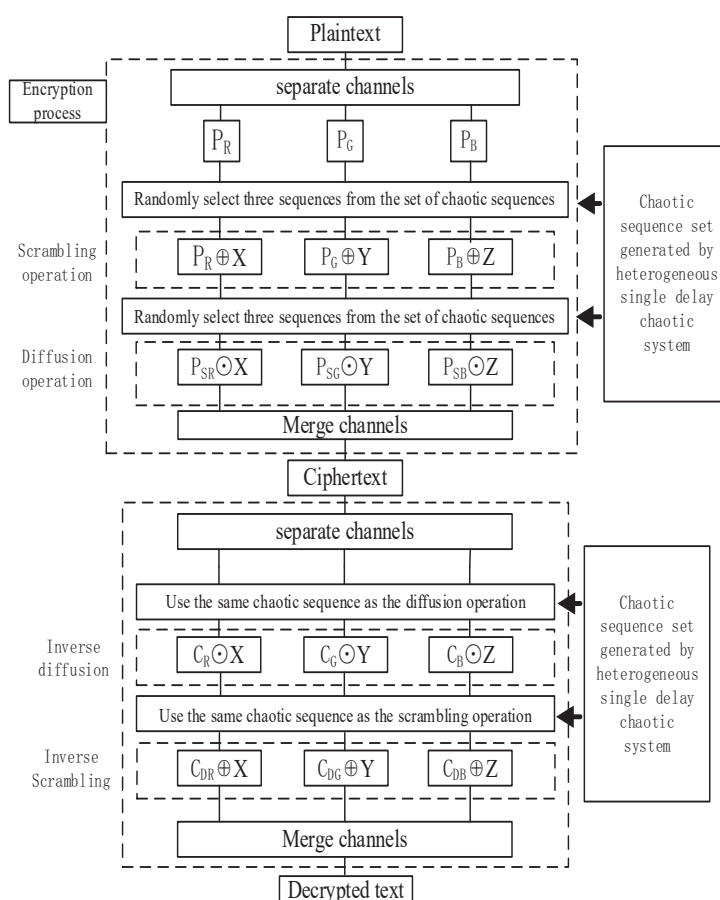 Plaintext
Encryption
process
separate channels
P_R
P_G
P_B
Randomly select three sequences from the set of chaotic sequences
Chaotic
sequence set
generated by
heterogeneous
single delay
chaotic
system
Scrambling
operation
P_R⊕X
P_G⊕Y
P_B⊕Z
Randomly select three sequences from the set of chaotic sequences
Diffusion
operation
P_SR⊙X
P_SG⊙Y
P_SB⊙Z
Merge channels
Ciphertext
separate channels
Use the same chaotic sequence as the diffusion operation
Chaotic
sequence set
generated by
heterogeneous
single delay
chaotic
system
Inverse
diffusion
C_R⊙X
C_G⊙Y
C_B⊙Z
Use the same chaotic sequence as the scrambling operation
Inverse
Scrambling
C_DR⊕X
C_DG⊕Y
C_DB⊕Z
Merge channels
Decrypted text